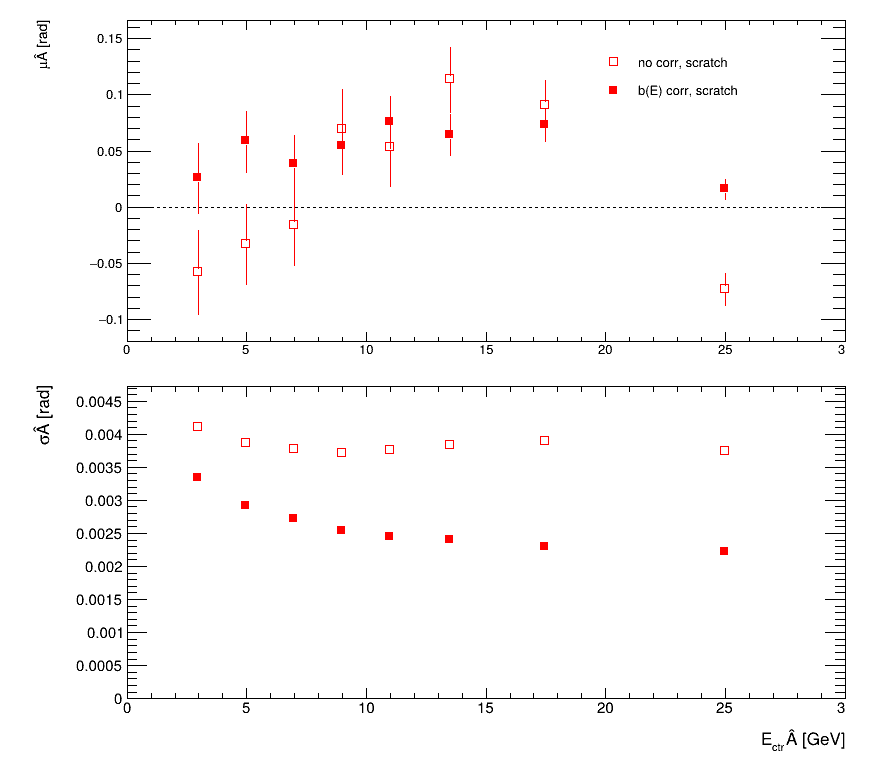 μÂ [rad]
0.15
0.1
0.05
0
−0.05
−0.1
no corr, scratch
b(E) corr, scratch
0 5 10 15 20 25 3
σÂ [rad]
0.0045
0.004
0.0035
0.003
0.0025
0.002
0.0015
0.001
0.0005
0
0 5 10 15 20 25 3
EctrÂ [GeV]